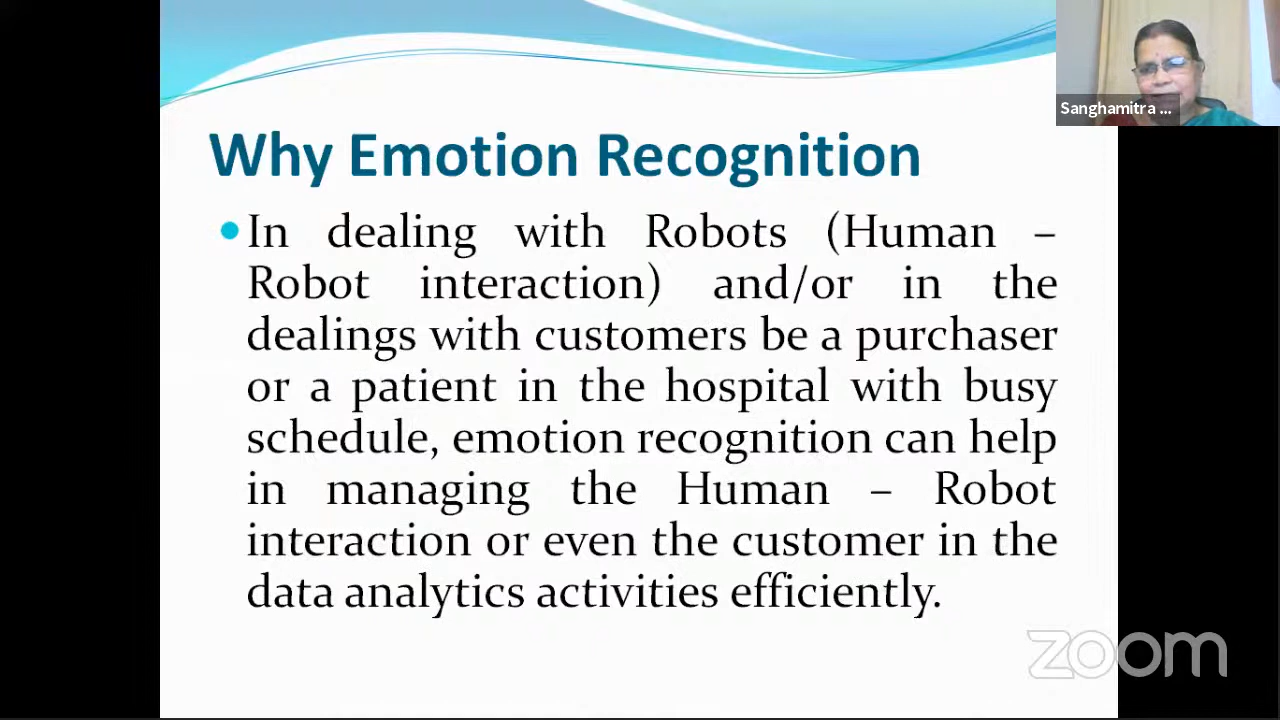 Sanghamitra ...
Why Emotion Recognition
In dealing with Robots (Human –
Robot interaction) and/or in the
dealings with customers be a purchaser
or a patient in the hospital with busy
schedule, emotion recognition can help
in managing the Human – Robot
interaction or even the customer in the
data analytics activities efficiently.
zoom